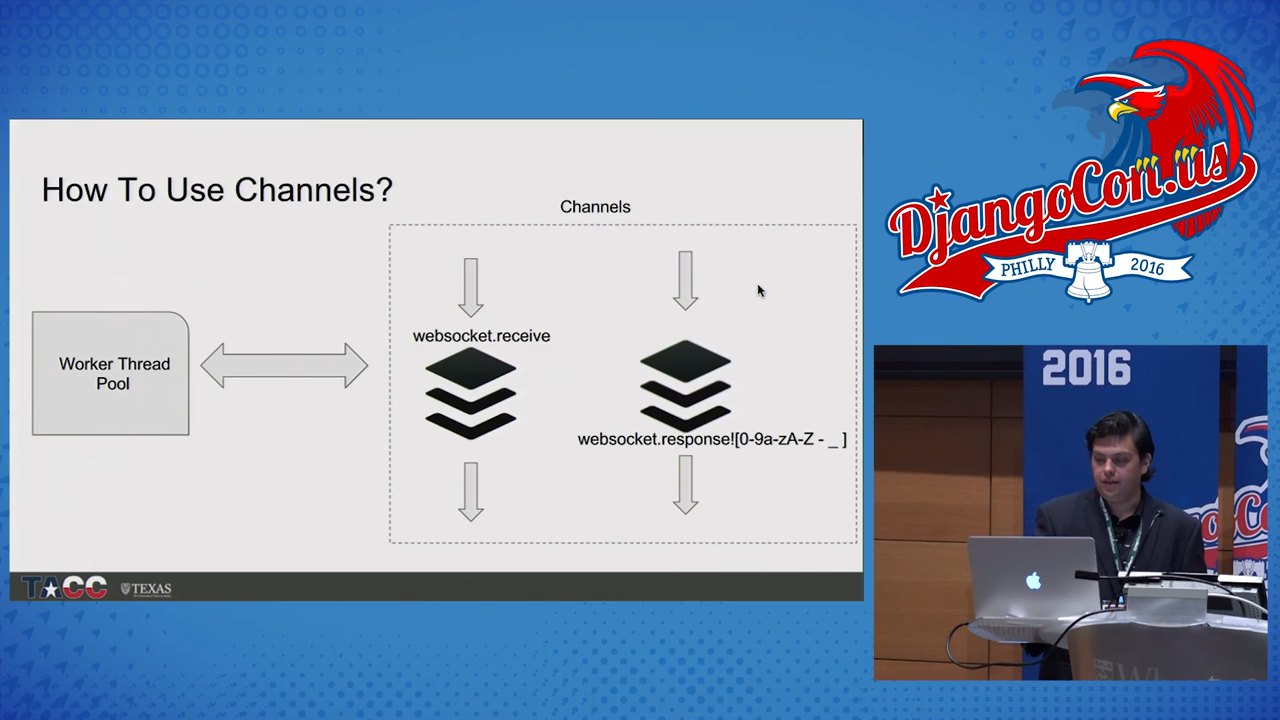 How To Use Channels?
Channels
websocket.receive
Worker Thread
Pool
websocket.response![0-9a-zA-Z - _ ]
TACC
TEXAS
DjangoCon.us
PHILLY
2016
2016